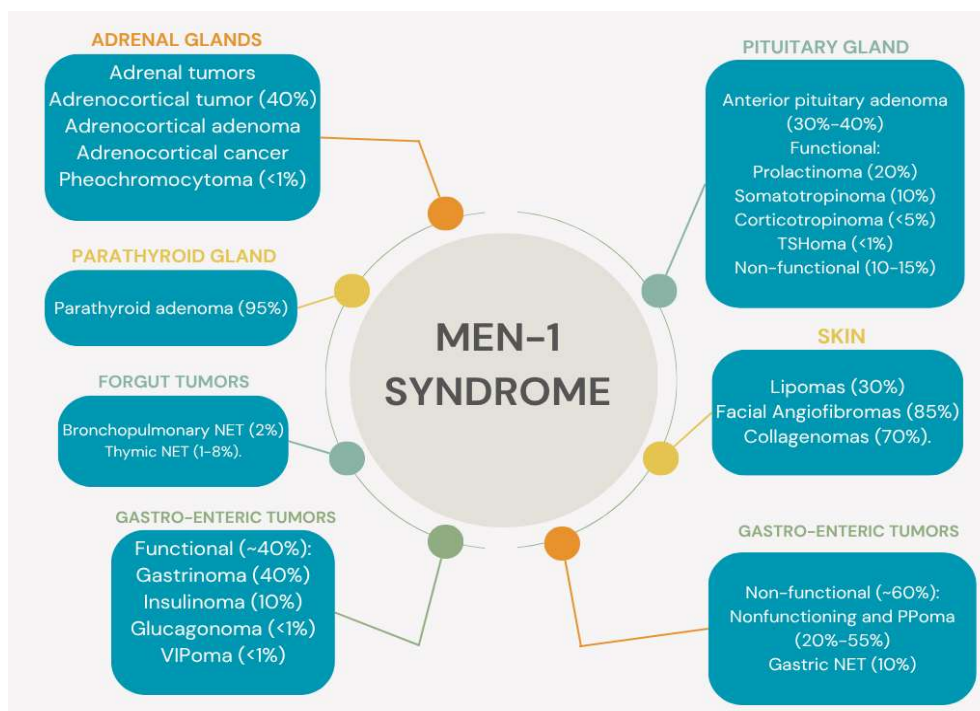 ADRENAL GLANDS
Adrenal tumors
Adrenocortical tumor (40%)
Adrenocortical adenoma
Adrenocortical cancer
Pheochromocytoma (<1%)
PARATHYROID GLAND
Parathyroid adenoma (95%)
FORGUT TUMORS
Bronchopulmonary NET (2%)
Thymic NET (1-8%).
GASTRO-ENTERIC TUMORS
Functional (~40%):
Gastrinoma (40%)
Insulinoma (10%)
Glucagonoma (<1%)
VIPoma (<1%)
MEN-1
SYNDROME
PITUITARY GLAND
Anterior pituitary adenoma
(30%-40%)
Functional:
Prolactinoma (20%)
Somatotropinoma (10%)
Corticotropinoma (<5%)
TSHoma (<1%)
Non-functional (10-15%)
SKIN
Lipomas (30%)
Facial Angiofibromas (85%)
Collagenomas (70%).
GASTRO-ENTERIC TUMORS
Non-functional (~60%):
Nonfunctioning and PPoma
(20%-55%)
Gastric NET (10%)